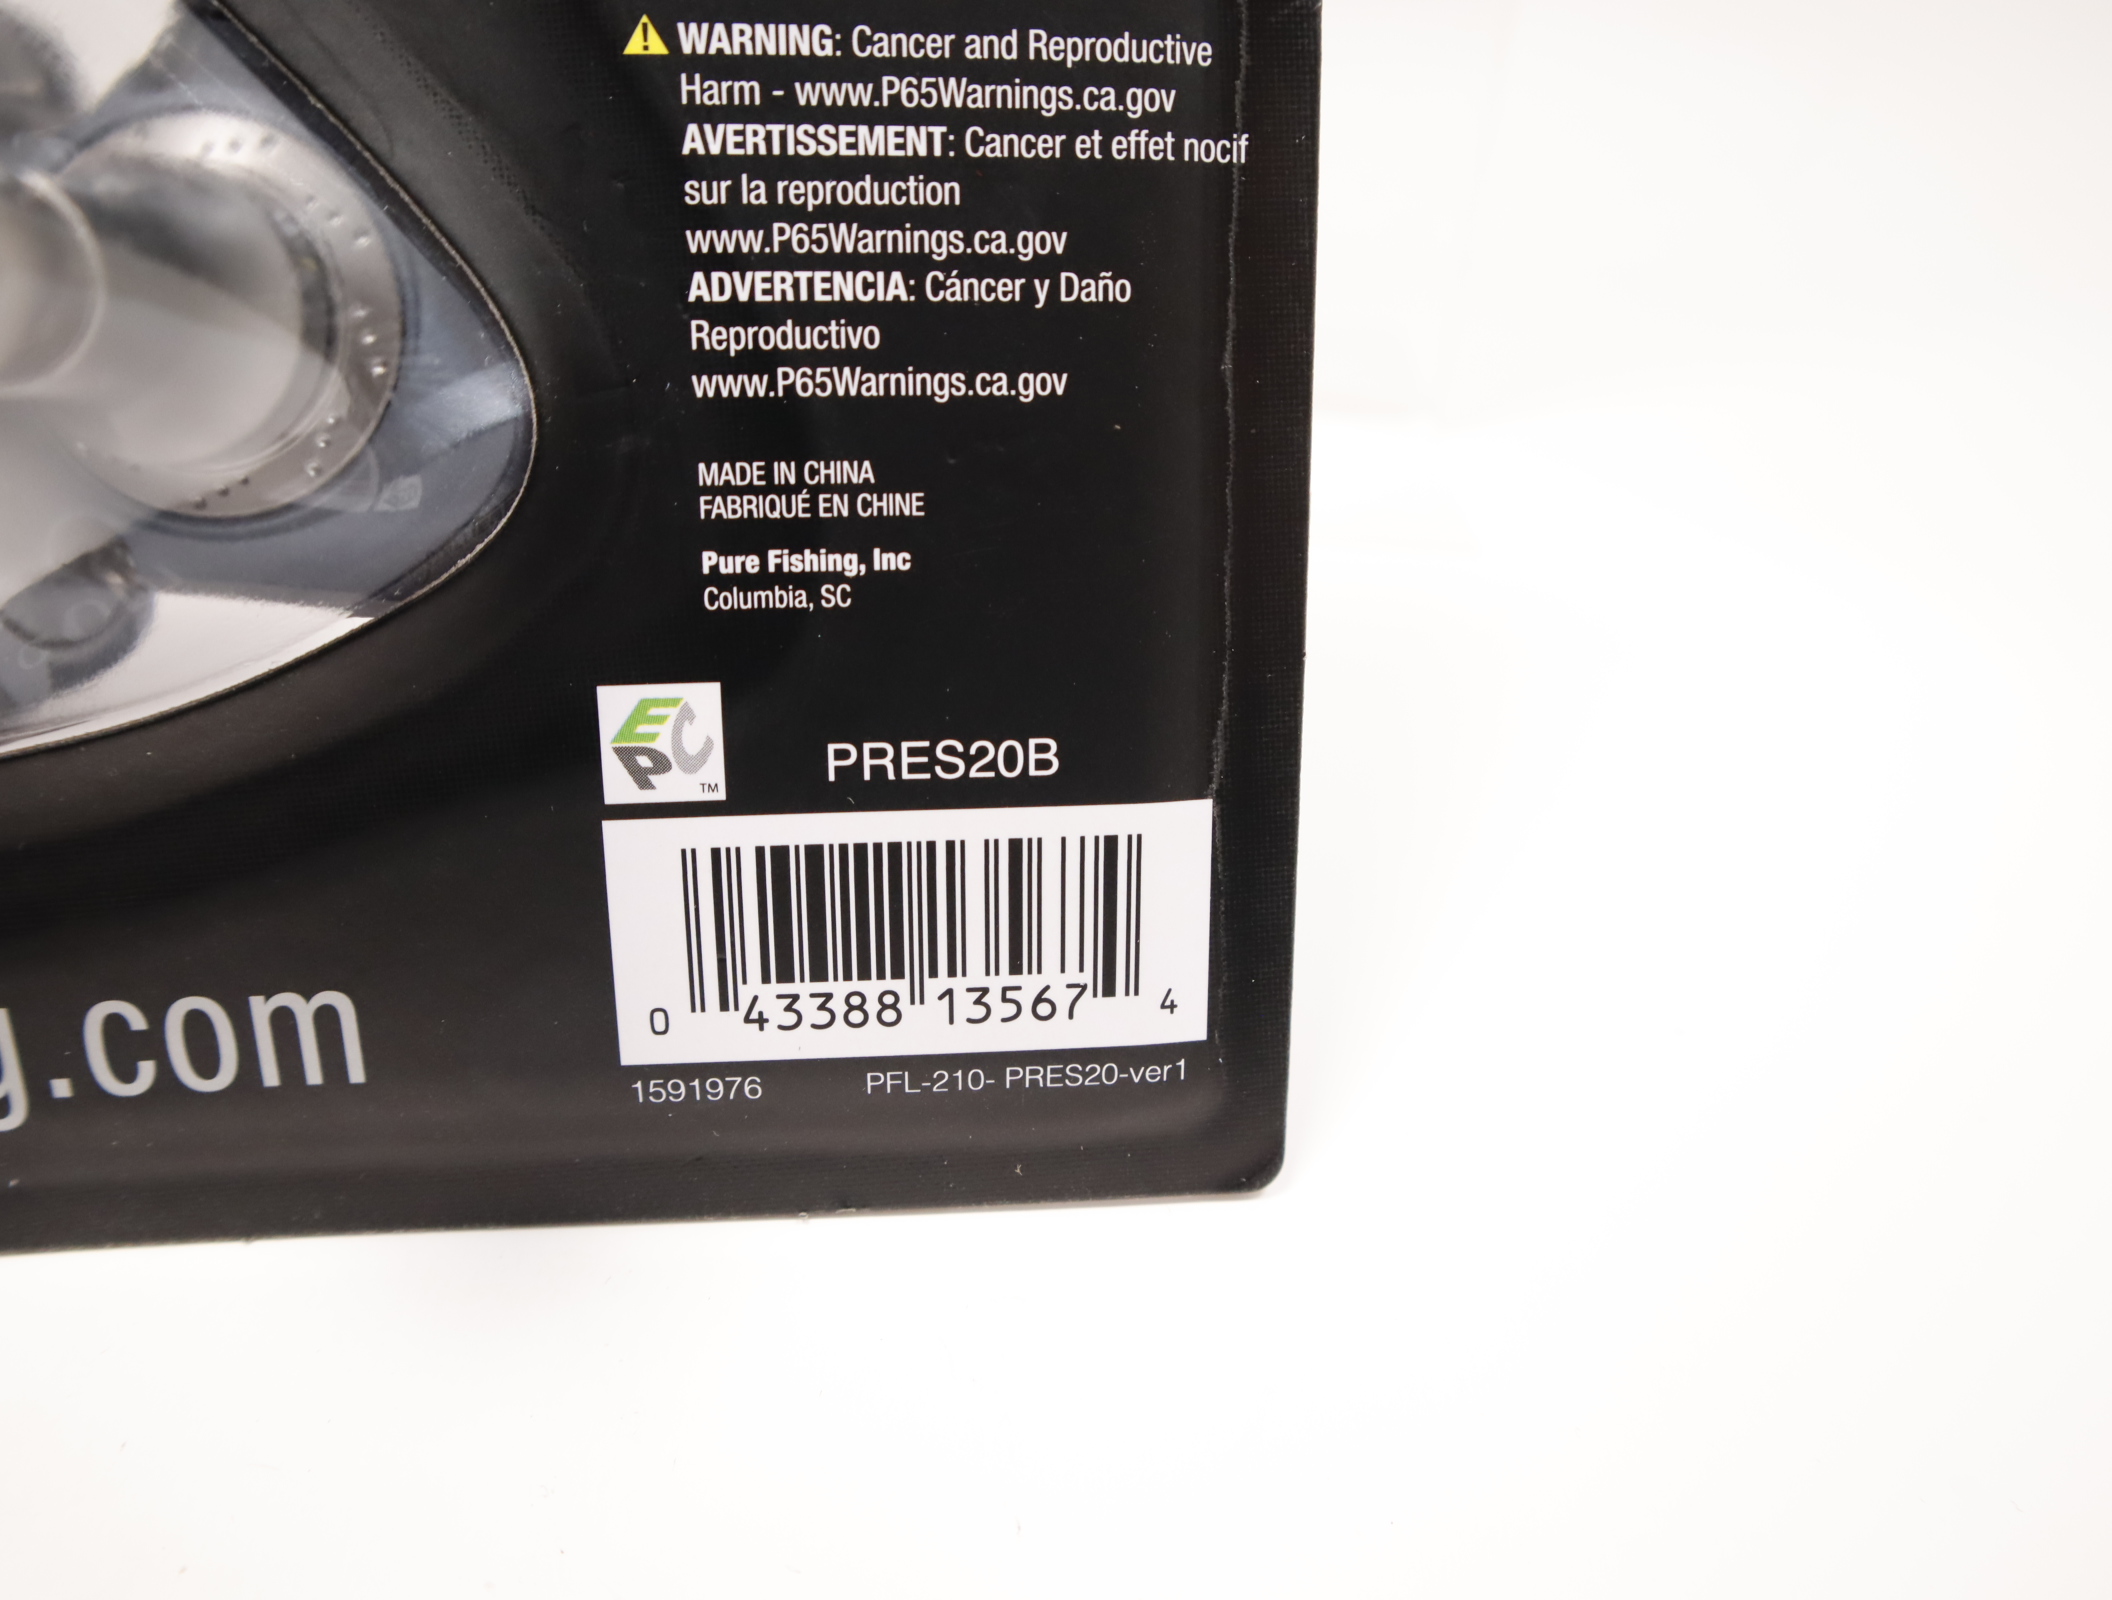 WARNING: Cancer and Reproductive
Harm - www.P65Warnings.ca.gov
AVERTISSEMENT: Cancer et effet nocif
sur la reproduction
www.P65Warnings.ca.gov
ADVERTENCIA: Cáncer y Daño
Reproductivo
www.P65Warnings.ca.gov
MADE IN CHINA
FABRIQUÉ EN CHINE
Pure Fishing, Inc
Columbia, SC
EPC TM
PRES20B
0 43388 13567 4
1591976 PFL-210- PRES20-ver1
g.com